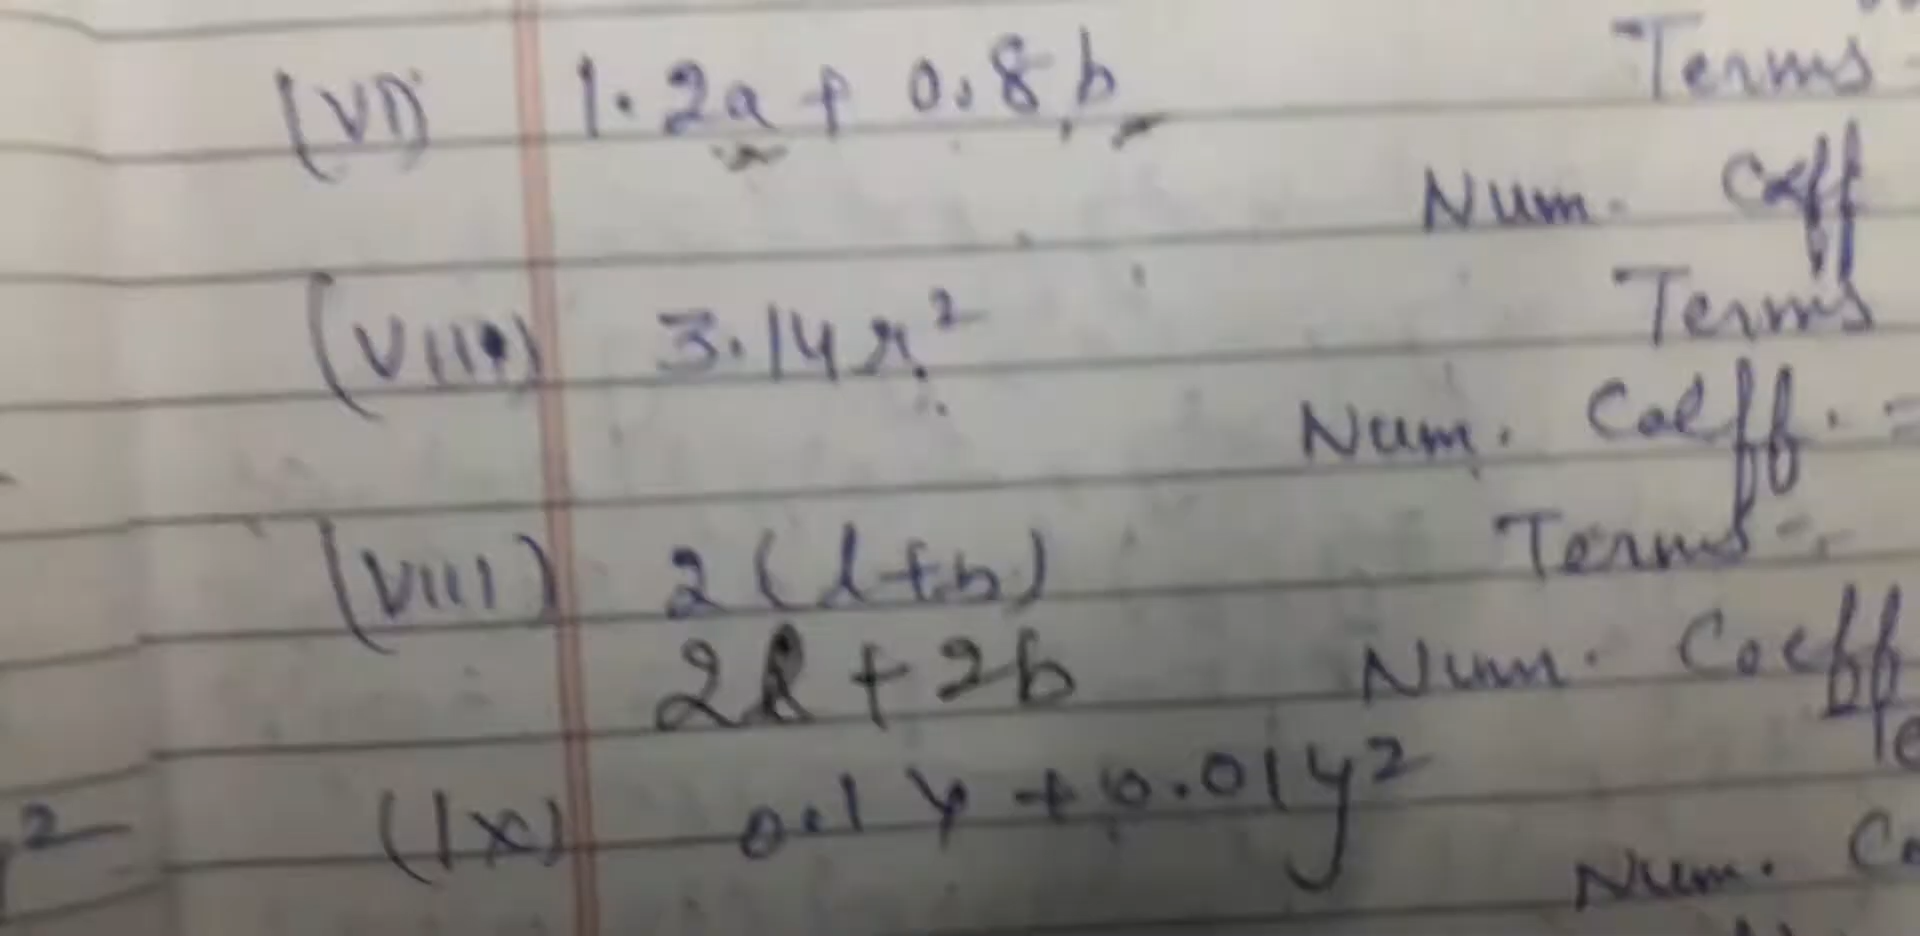 (VI) 1.2a + 0.8b Terms -
Num. Coff
(VII) 3.14r² Terms
Num. Coeff. =
(VIII) 2(l+b) Terms -
2l + 2b Num. Coeff
(IX) 0.1y + 0.01y²
Num.